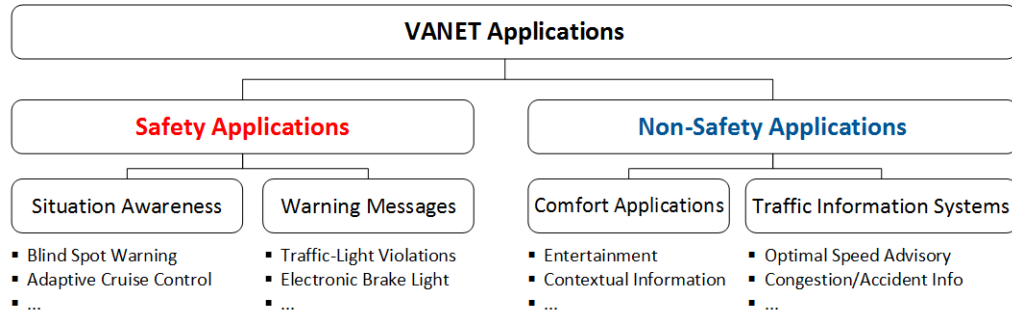 VANET Applications
Safety Applications
Non-Safety Applications
Situation Awareness
Warning Messages
Comfort Applications
Traffic Information Systems
▪ Blind Spot Warning
▪ Adaptive Cruise Control
▪ ...
▪ Traffic-Light Violations
▪ Electronic Brake Light
▪ ...
▪ Entertainment
▪ Contextual Information
▪ ...
▪ Optimal Speed Advisory
▪ Congestion/Accident Info
▪ ...